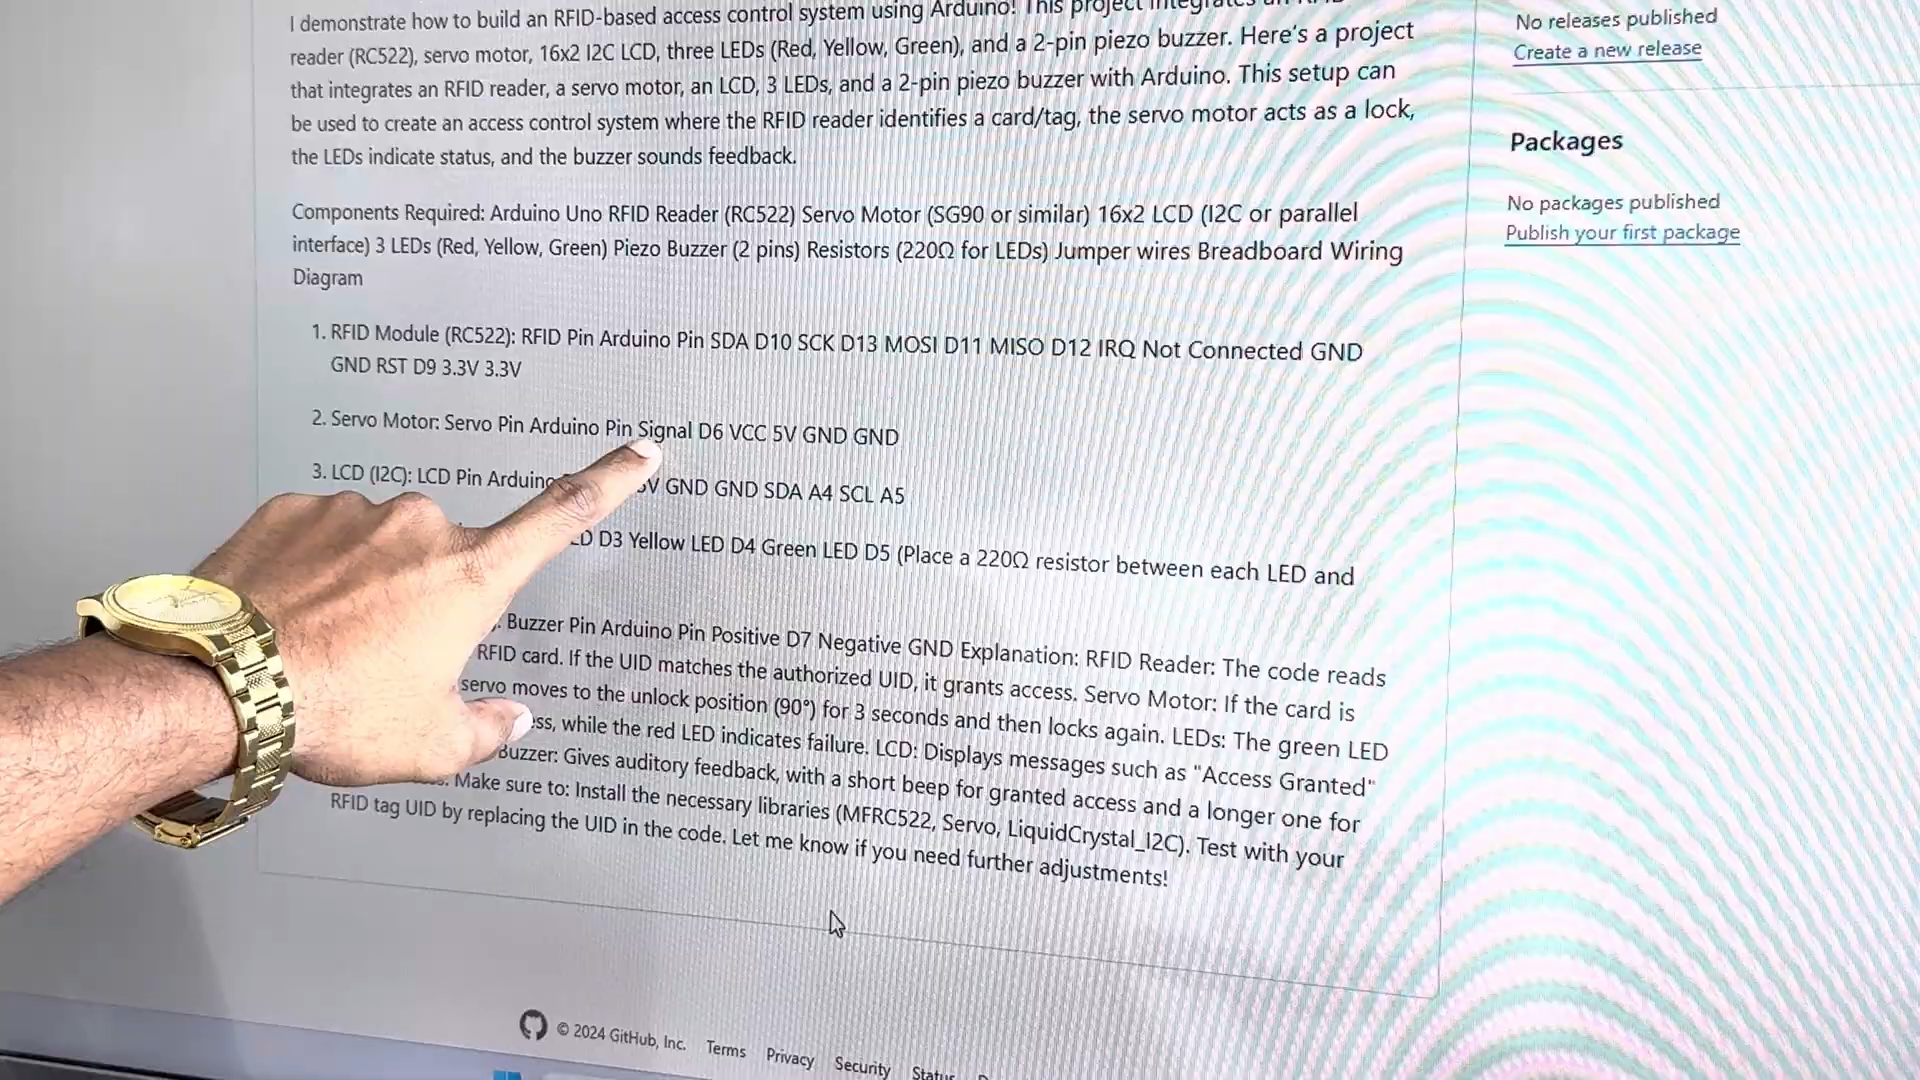 I demonstrate how to build an RFID-based access control system using Arduino! This project integrates an RFID
reader (RC522), servo motor, 16x2 I2C LCD, three LEDs (Red, Yellow, Green), and a 2-pin piezo buzzer. Here's a project
that integrates an RFID reader, a servo motor, an LCD, 3 LEDs, and a 2-pin piezo buzzer with Arduino. This setup can
be used to create an access control system where the RFID reader identifies a card/tag, the servo motor acts as a lock,
the LEDs indicate status, and the buzzer sounds feedback.
Components Required: Arduino Uno RFID Reader (RC522) Servo Motor (SG90 or similar) 16x2 LCD (I2C or parallel
interface) 3 LEDs (Red, Yellow, Green) Piezo Buzzer (2 pins) Resistors (220Ω for LEDs) Jumper wires Breadboard Wiring
Diagram
1. RFID Module (RC522): RFID Pin Arduino Pin SDA D10 SCK D13 MOSI D11 MISO D12 IRQ Not Connected GND
GND RST D9 3.3V 3.3V
2. Servo Motor: Servo Pin Arduino Pin Signal D6 VCC 5V GND GND
3. LCD (I2C): LCD Pin Arduino 5V GND GND SDA A4 SCL A5
D3 Yellow LED D4 Green LED D5 (Place a 220Ω resistor between each LED and
Buzzer Pin Arduino Pin Positive D7 Negative GND Explanation: RFID Reader: The code reads
RFID card. If the UID matches the authorized UID, it grants access. Servo Motor: If the card is
servo moves to the unlock position (90°) for 3 seconds and then locks again. LEDs: The green LED
while the red LED indicates failure. LCD: Displays messages such as "Access Granted"
Buzzer: Gives auditory feedback, with a short beep for granted access and a longer one for
Make sure to: Install the necessary libraries (MFRC522, Servo, LiquidCrystal_I2C). Test with your
RFID tag UID by replacing the UID in the code. Let me know if you need further adjustments!
No releases published
Create a new release
Packages
No packages published
Publish your first package
© 2024 GitHub, Inc. Terms Privacy Security Status